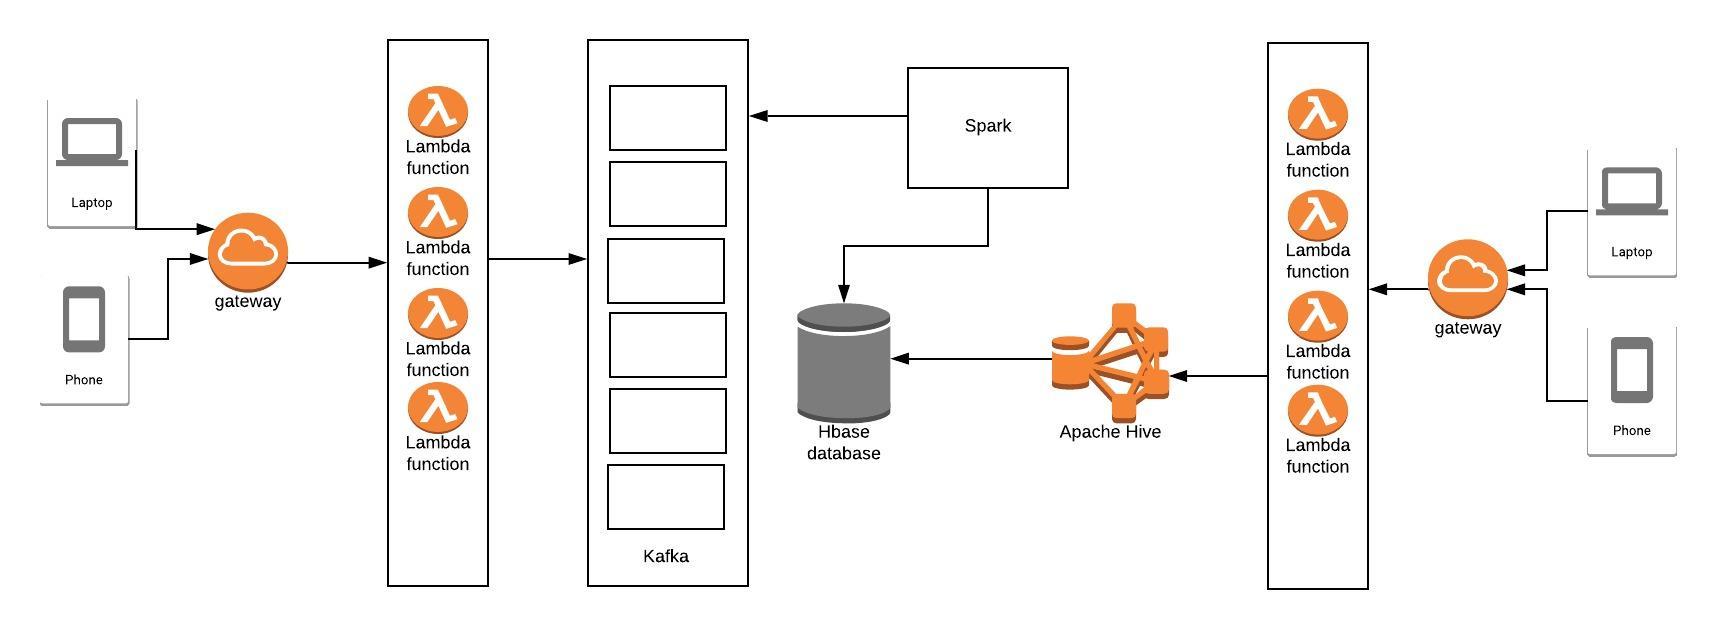 Laptop
Phone
gateway
Lambda
function
Lambda
function
Lambda
function
Lambda
function
Kafka
Spark
Hbase
database
Apache Hive
Lambda
function
Lambda
function
Lambda
function
Lambda
function
gateway
Laptop
Phone